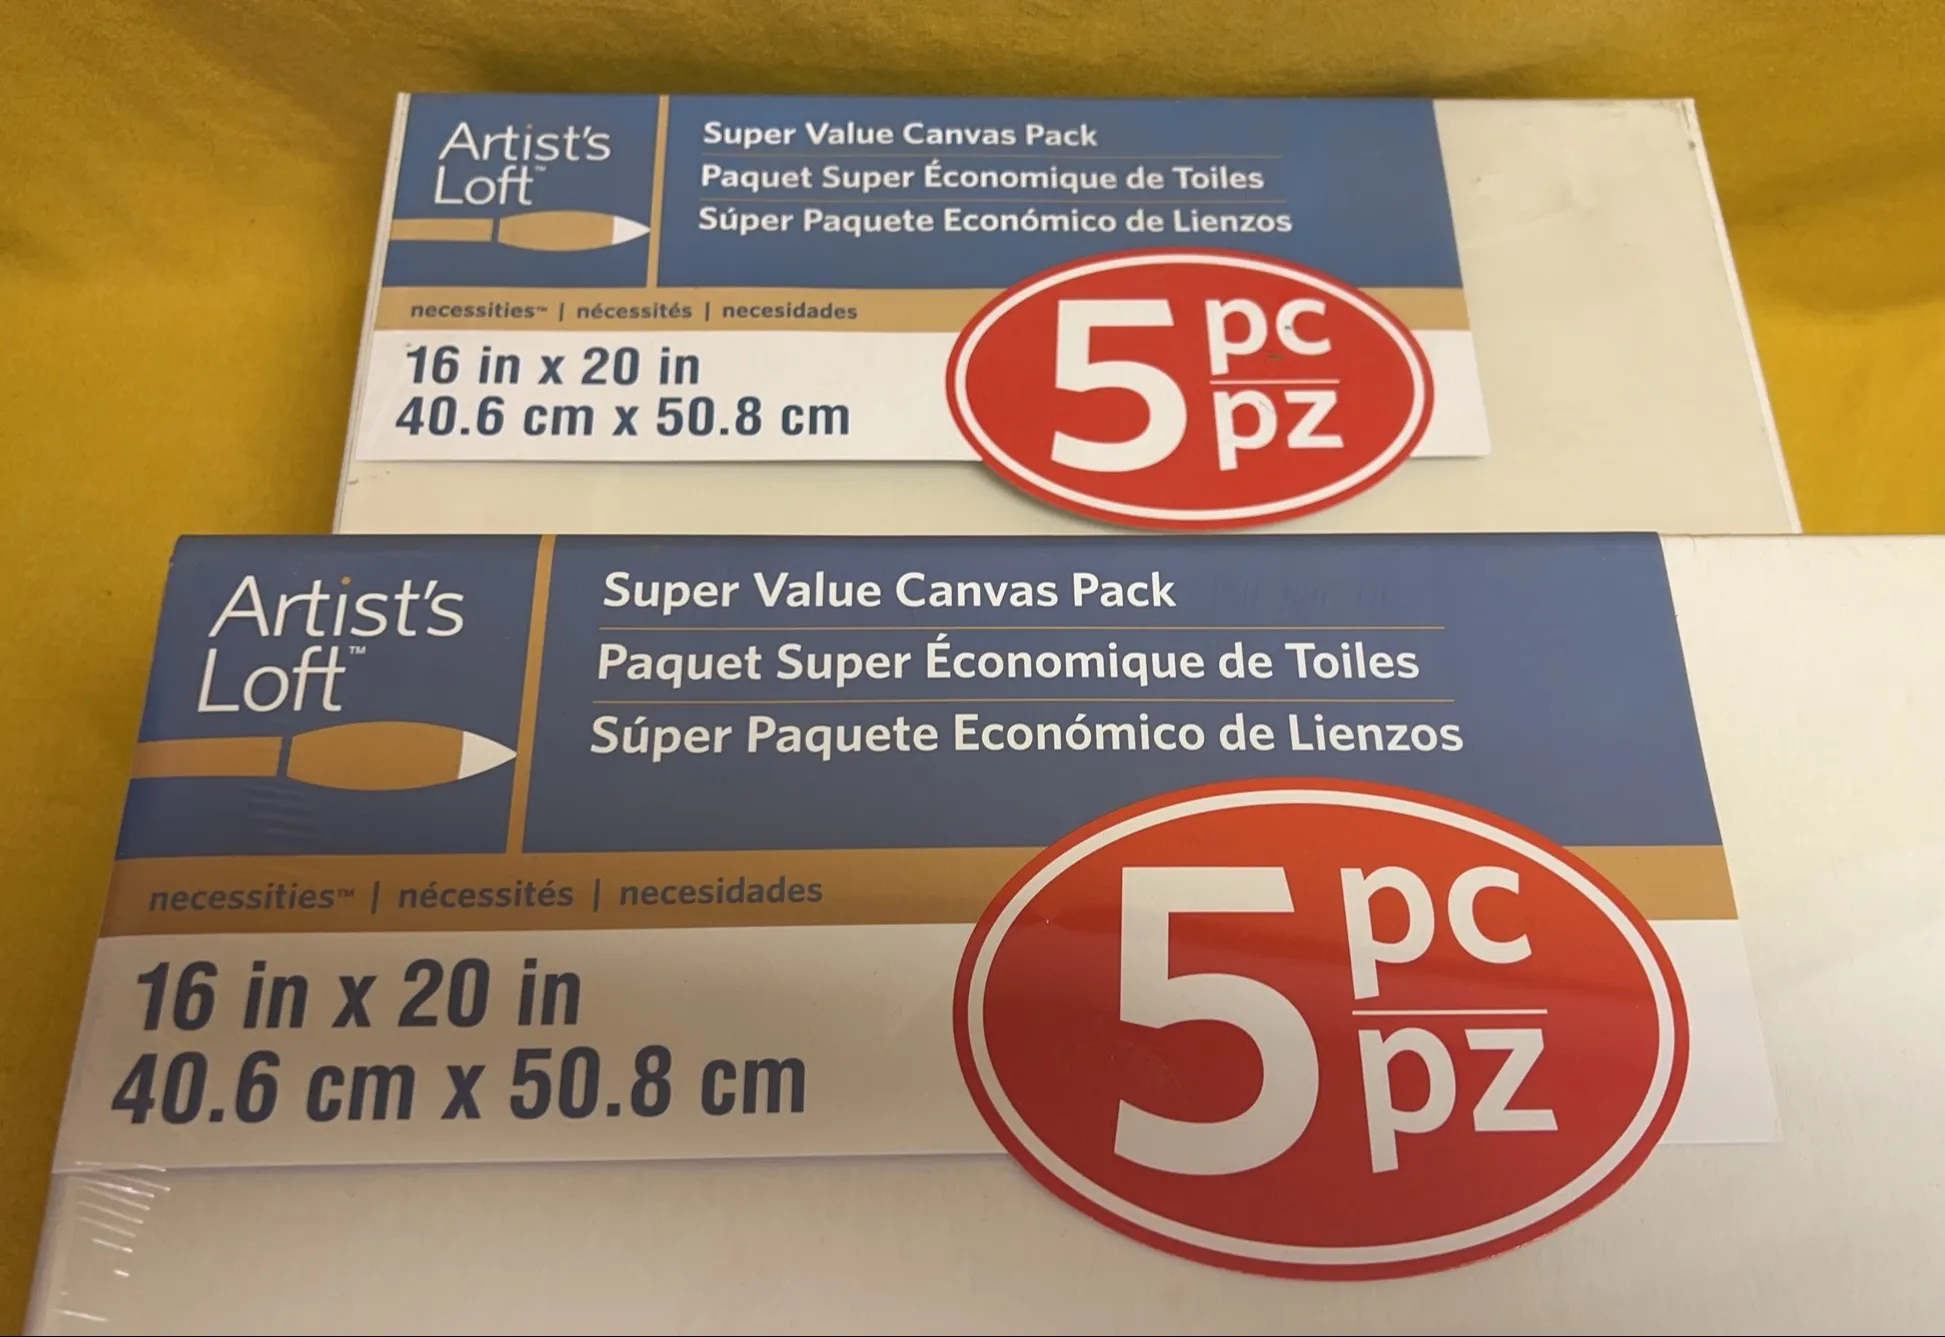 Artist's
Loft™
Super Value Canvas Pack
Paquet Super Économique de Toiles
Súper Paquete Económico de Lienzos
necessities™ | nécessités | necesidades
16 in x 20 in
40.6 cm x 50.8 cm
5 pc
pz
Artist's
Loft™
Super Value Canvas Pack
Paquet Super Économique de Toiles
Súper Paquete Económico de Lienzos
necessities™ | nécessités | necesidades
16 in x 20 in
40.6 cm x 50.8 cm
5 pc
pz